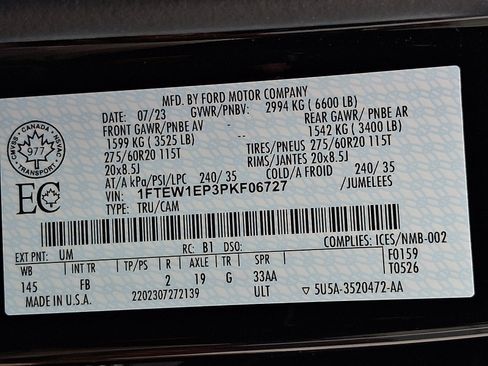 MFD. BY FORD MOTOR COMPANY
DATE: 07/23 GVWR/PNBV: 2994 KG ( 6600 LB)
FRONT GAWR/PNBE AV REAR GAWR/ PNBE AR
1599 KG ( 3525 LB) 1542 KG ( 3400 LB)
275/60R20 115T TIRES/PNEUS 275/60R20 115T
20x8.5J RIMS/JANTES 20x8.5J
AT/A kPa/PSI/LPC 240/ 35 COLD/A FROID 240/ 35
VIN: 1FTEW1EP3PKF06727 /JUMELEES
TYPE: TRU/CAM
CMVSS CANADA NSVAC
977
TRANSPORT
EC
EXT PNT: UM RC: B1 DSO: COMPLIES: ICES/NMB-002
WB INT TR TP/PS R AXLE TR SPR F0159
145 FB 2 19 G 33AA T0526
MADE IN U.S.A. 2202307272139 ULT ▽ 5U5A-3520472-AA